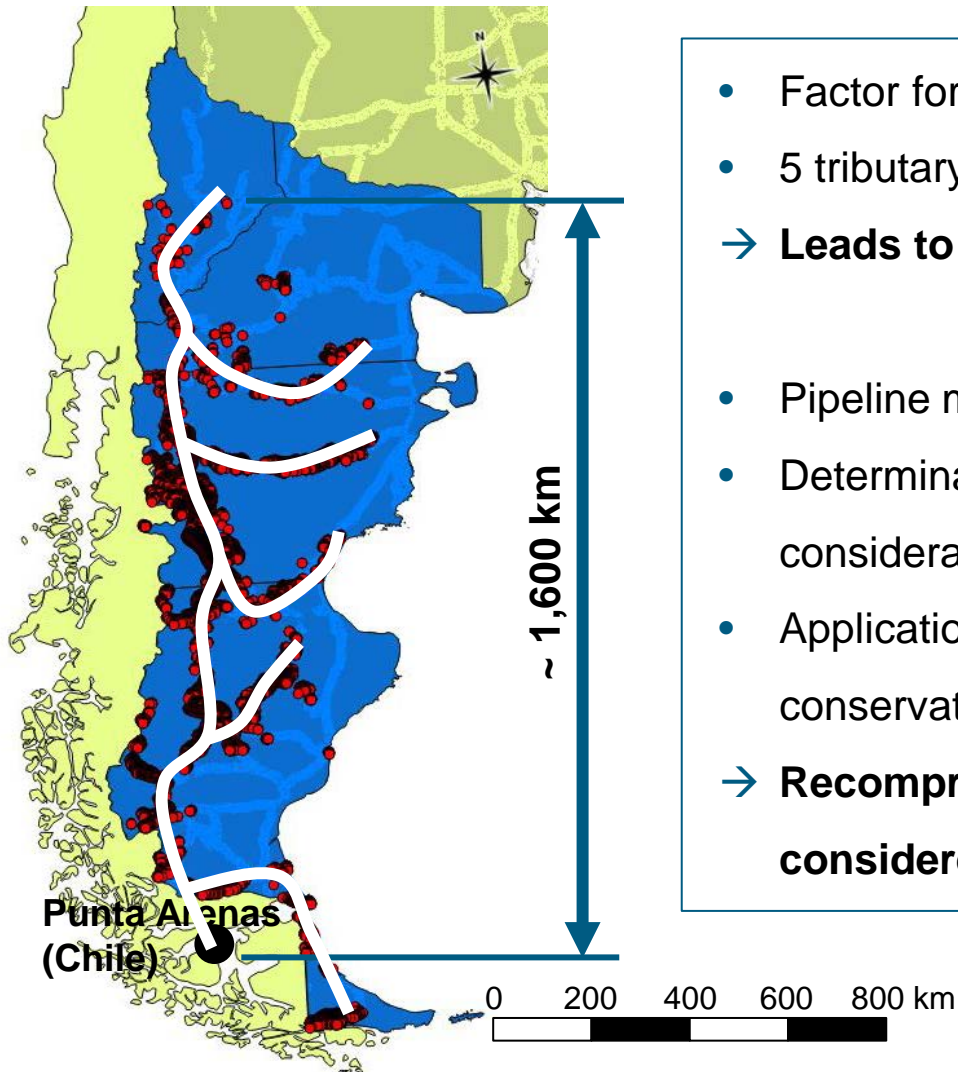 N
• Factor for
• 5 tributary
→ Leads to
• Pipeline m
• Determina
considera
• Applicatio
conservat
→ Recompr
considere
~ 1,600 km
Punta Arenas
(Chile)
0 200 400 600 800 km